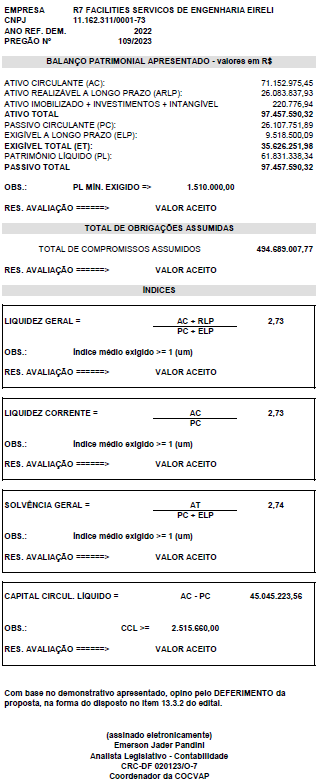 EMPRESA R7 FACILITIES SERVICOS DE ENGENHARIA EIRELI
CNPJ 11.162.311/0001-73
ANO REF. DEM. 2022
PREGÃO Nº 109/2023
BALANÇO PATRIMONIAL APRESENTADO - valores em R$
ATIVO CIRCULANTE (AC): 71.152.975,45
ATIVO REALIZÁVEL A LONGO PRAZO (ARLP): 26.083.837,93
ATIVO IMOBILIZADO + INVESTIMENTOS + INTANGÍVEL 220.776,94
ATIVO TOTAL 97.457.590,32
PASSIVO CIRCULANTE (PC): 26.107.751,89
EXIGÍVEL A LONGO PRAZO (ELP): 9.518.500,09
EXIGÍVEL TOTAL (ET): 35.626.251,98
PATRIMÔNIO LÍQUIDO (PL): 61.831.338,34
PASSIVO TOTAL 97.457.590,32
OBS.: PL MÍN. EXIGIDO => 1.510.000,00
RES. AVALIAÇÃO ======> VALOR ACEITO
TOTAL DE OBRIGAÇÕES ASSUMIDAS
TOTAL DE COMPROMISSOS ASSUMIDOS 494.689.007,77
RES. AVALIAÇÃO ======> VALOR ACEITO
ÍNDICES
LIQUIDEZ GERAL = AC + RLP 2,73
PC + ELP
OBS.: Índice médio exigido >= 1 (um)
RES. AVALIAÇÃO ======> VALOR ACEITO
LIQUIDEZ CORRENTE = AC 2,73
PC
OBS.: Índice médio exigido >= 1 (um)
RES. AVALIAÇÃO ======> VALOR ACEITO
SOLVÊNCIA GERAL = AT 2,74
PC + ELP
OBS.: Índice médio exigido >= 1 (um)
RES. AVALIAÇÃO ======> VALOR ACEITO
CAPITAL CIRCUL. LÍQUIDO = AC - PC 45.045.223,56
OBS.: CCL >= 2.515.660,00
RES. AVALIAÇÃO ======> VALOR ACEITO
Com base no demonstrativo apresentado, opino pelo DEFERIMENTO da
proposta, na forma do disposto no item 13.3.2 do edital.
(assinado eletronicamente)
Emerson Jader Pandini
Analista Legislativo - Contabilidade
CRC-DF 020123/O-7
Coordenador da COCVAP